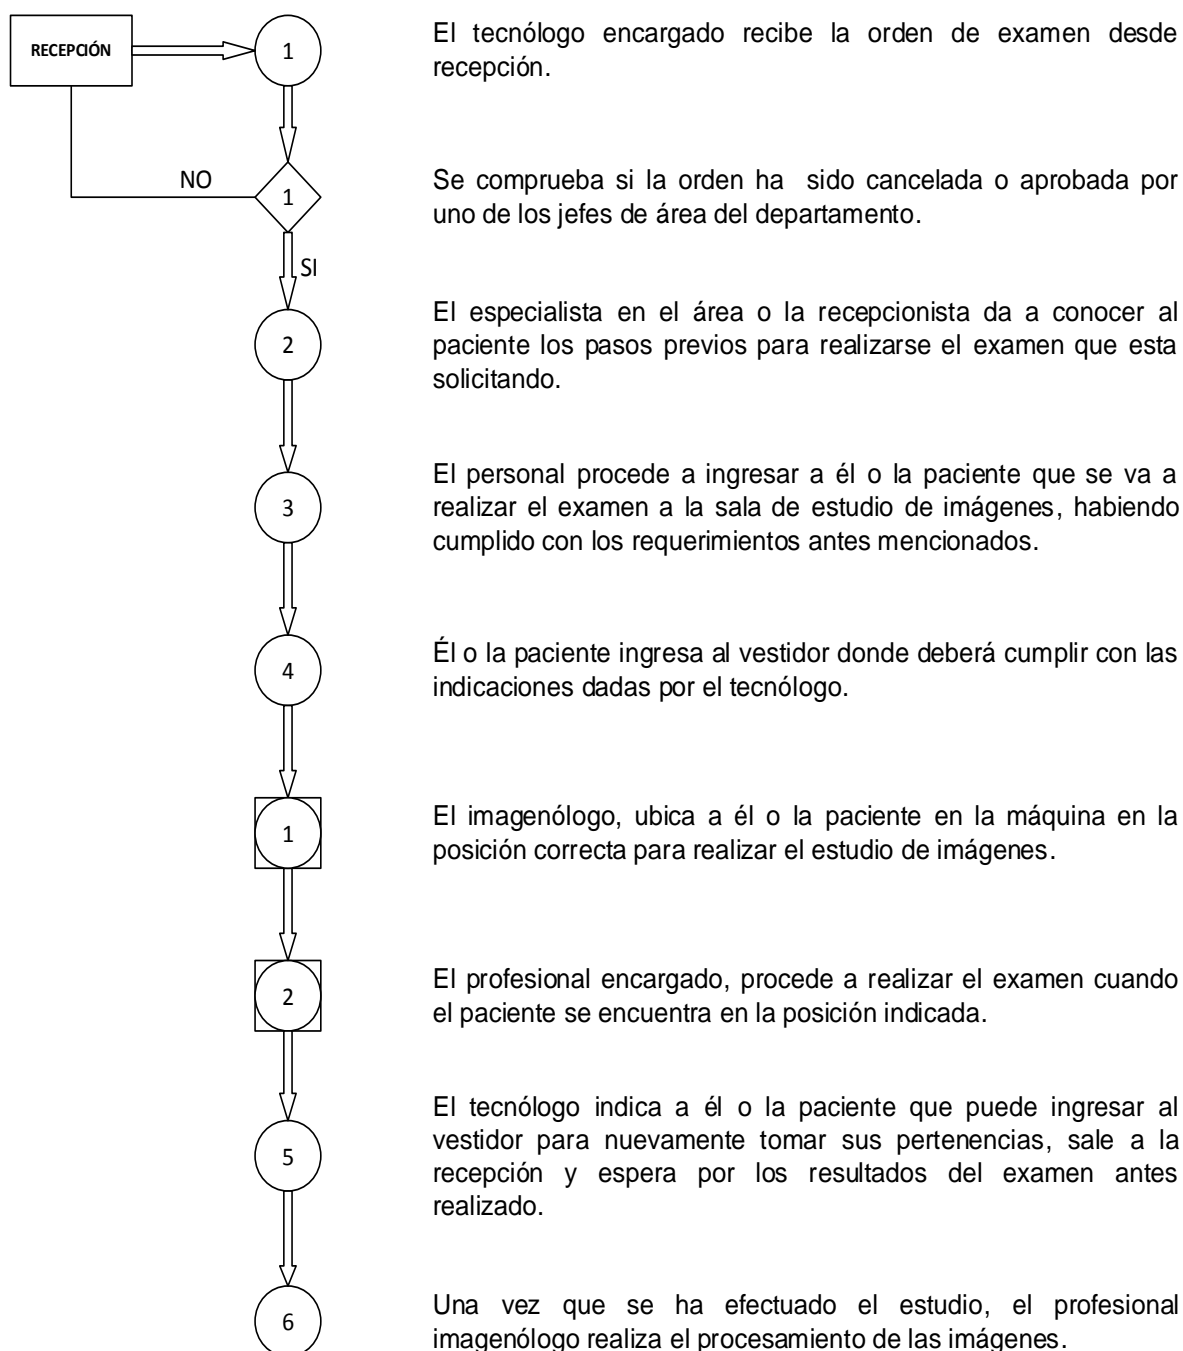 RECEPCIÓN
1
El tecnólogo encargado recibe la orden de examen desde
recepción.
NO
1
Se comprueba si la orden ha sido cancelada o aprobada por
uno de los jefes de área del departamento.
SI
2
El especialista en el área o la recepcionista da a conocer al
paciente los pasos previos para realizarse el examen que esta
solicitando.
3
El personal procede a ingresar a él o la paciente que se va a
realizar el examen a la sala de estudio de imágenes, habiendo
cumplido con los requerimientos antes mencionados.
4
Él o la paciente ingresa al vestidor donde deberá cumplir con las
indicaciones dadas por el tecnólogo.
1
El imagenólogo, ubica a él o la paciente en la máquina en la
posición correcta para realizar el estudio de imágenes.
2
El profesional encargado, procede a realizar el examen cuando
el paciente se encuentra en la posición indicada.
5
El tecnólogo indica a él o la paciente que puede ingresar al
vestidor para nuevamente tomar sus pertenencias, sale a la
recepción y espera por los resultados del examen antes
realizado.
6
Una vez que se ha efectuado el estudio, el profesional
imagenólogo realiza el procesamiento de las imágenes.